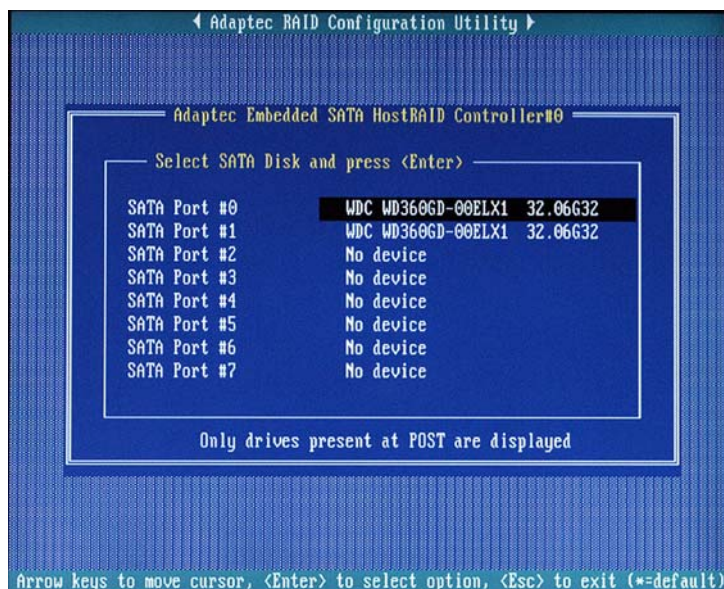 Adaptec RAID Configuration Utility
Adaptec Embedded SATA HostRAID Controller#0
Select SATA Disk and press <Enter>
SATA Port #0 WDC WD360GD-00ELX1 32.06G32
SATA Port #1 WDC WD360GD-00ELX1 32.06G32
SATA Port #2 No device
SATA Port #3 No device
SATA Port #4 No device
SATA Port #5 No device
SATA Port #6 No device
SATA Port #7 No device
Only drives present at POST are displayed
Arrow keys to move cursor, <Enter> to select option, <Esc> to exit (*=default)